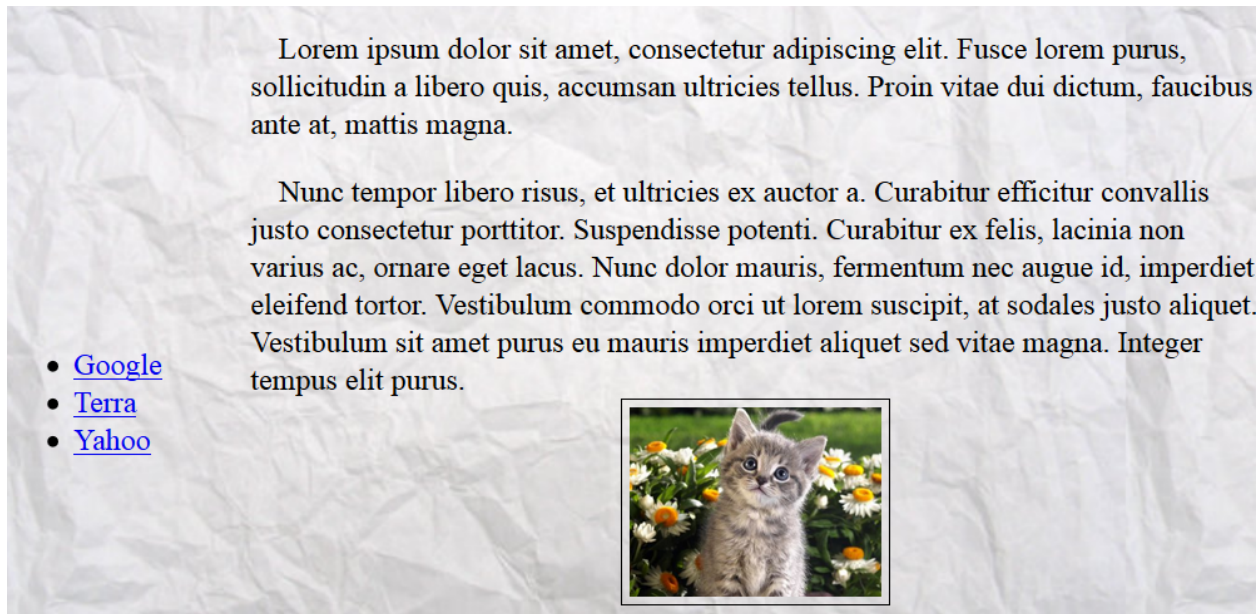 Lorem ipsum dolor sit amet, consectetur adipiscing elit. Fusce lorem purus,
sollicitudin a libero quis, accumsan ultricies tellus. Proin vitae dui dictum, faucibus
ante at, mattis magna.
Nunc tempor libero risus, et ultricies ex auctor a. Curabitur efficitur convallis
justo consectetur porttitor. Suspendisse potenti. Curabitur ex felis, lacinia non
varius ac, ornare eget lacus. Nunc dolor mauris, fermentum nec augue id, imperdiet
eleifend tortor. Vestibulum commodo orci ut lorem suscipit, at sodales justo aliquet.
Vestibulum sit amet purus eu mauris imperdiet aliquet sed vitae magna. Integer
tempus elit purus.
Google
Terra
Yahoo